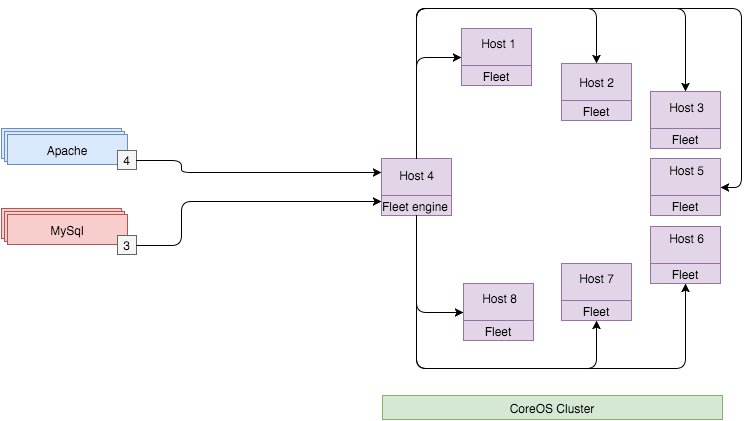 Apache
4
MySql
3
Host 4
Fleet engine
Host 1
Fleet
Host 2
Fleet
Host 3
Fleet
Host 5
Fleet
Host 6
Fleet
Host 7
Fleet
Host 8
Fleet
CoreOS Cluster